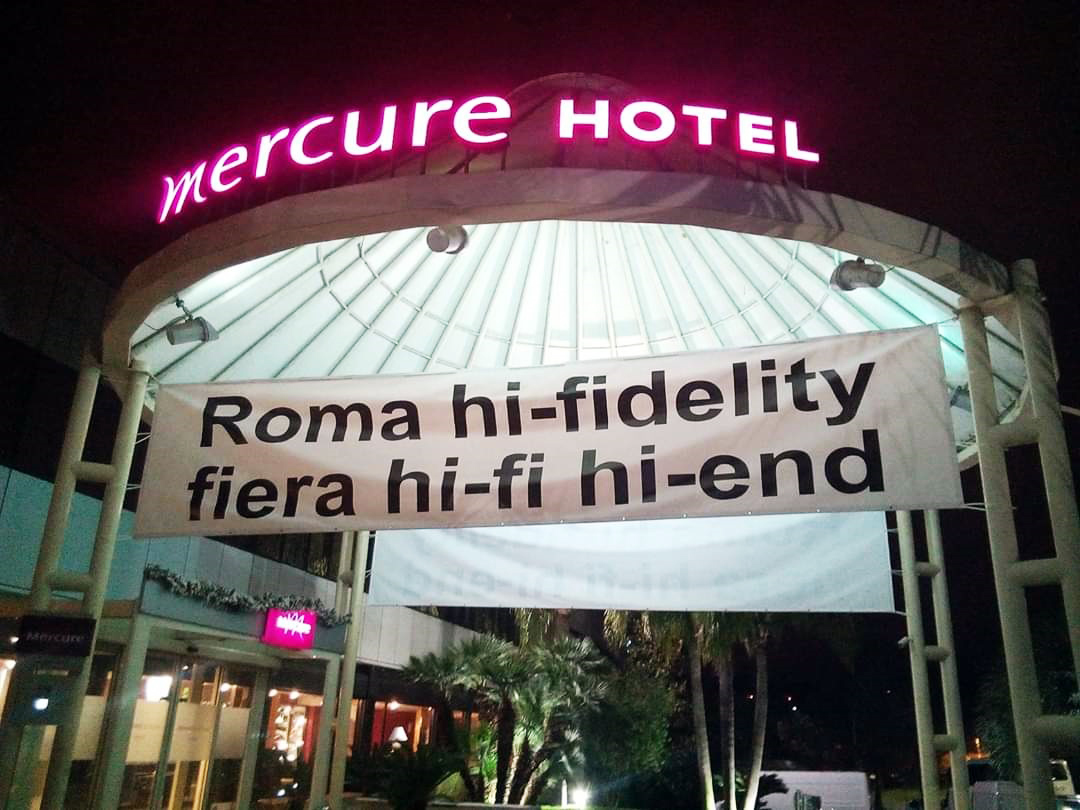 mercure HOTEL
Roma hi-fidelity
fiera hi-fi hi-end
Mercure